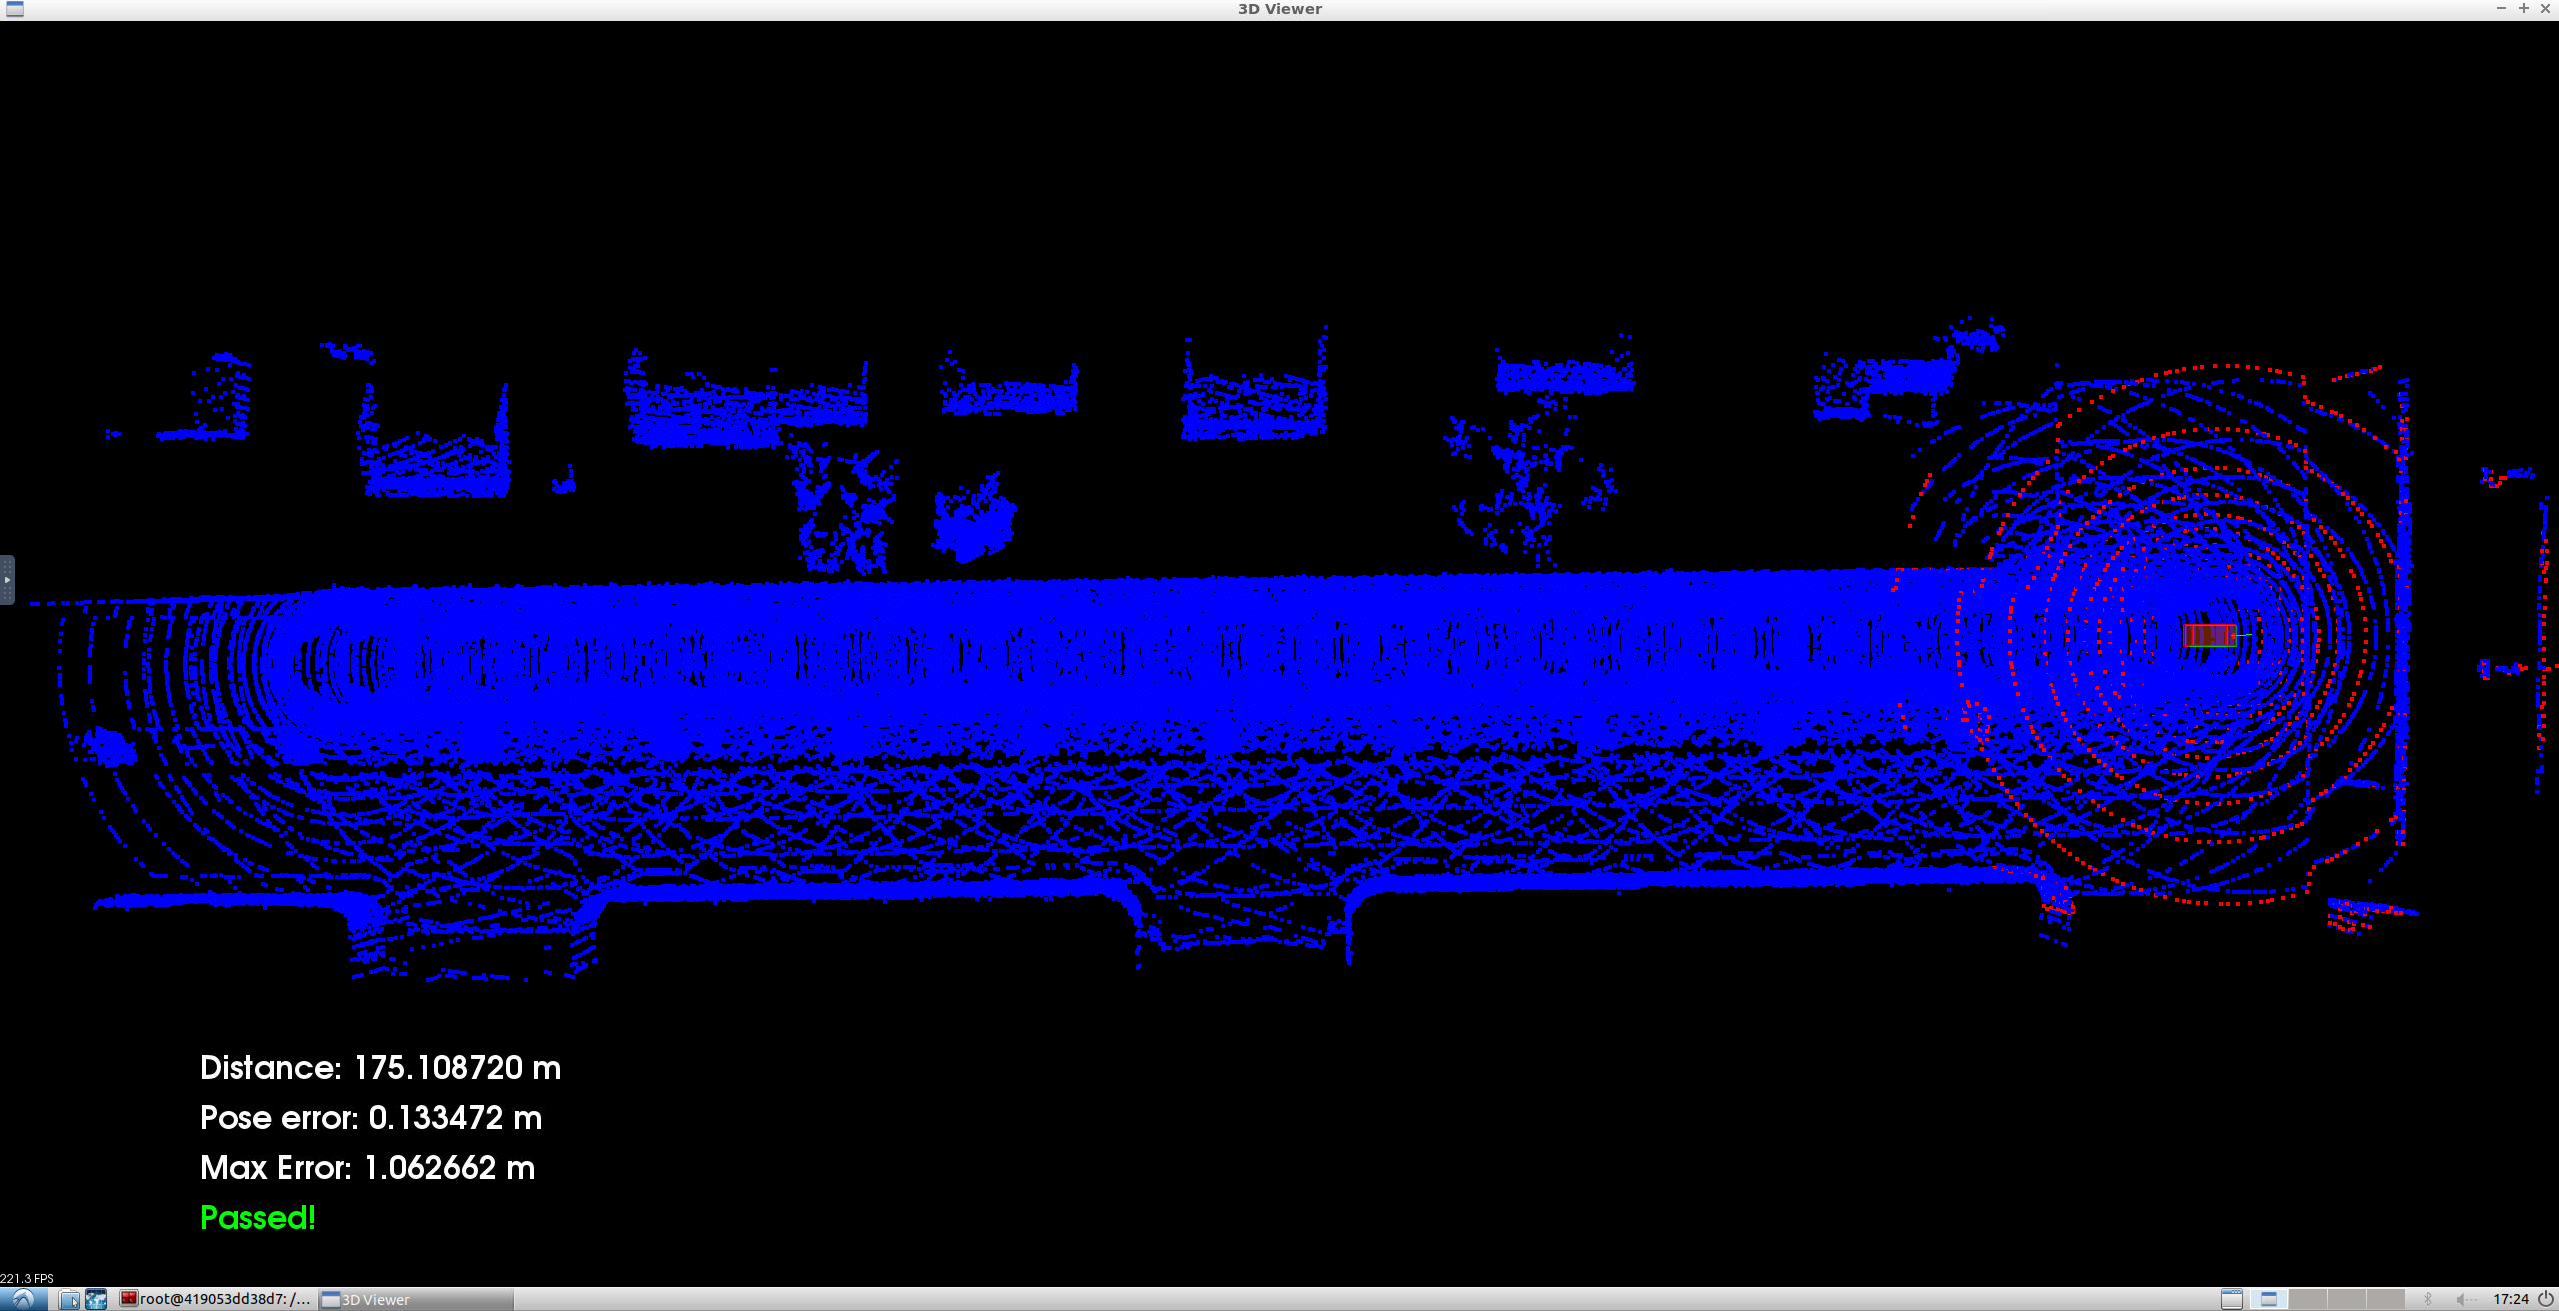 3D Viewer
Distance: 175.108720 m
Pose error: 0.133472 m
Max Error: 1.062662 m
Passed!
221.3 FPS
root@419053dd38d7: /...
3D Viewer
17:24